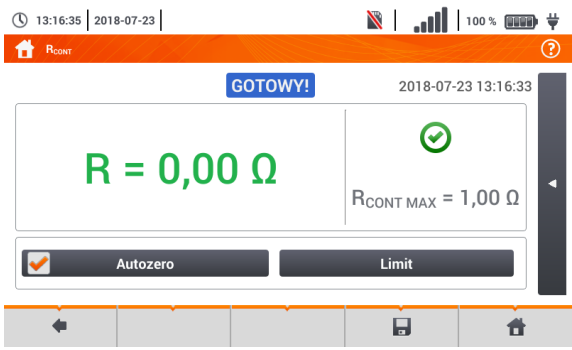 13:16:35 2018-07-23 100 %
RCONT ?
GOTOWY! 2018-07-23 13:16:33
R = 0,00 Ω
RCONT MAX = 1,00 Ω
Autozero Limit